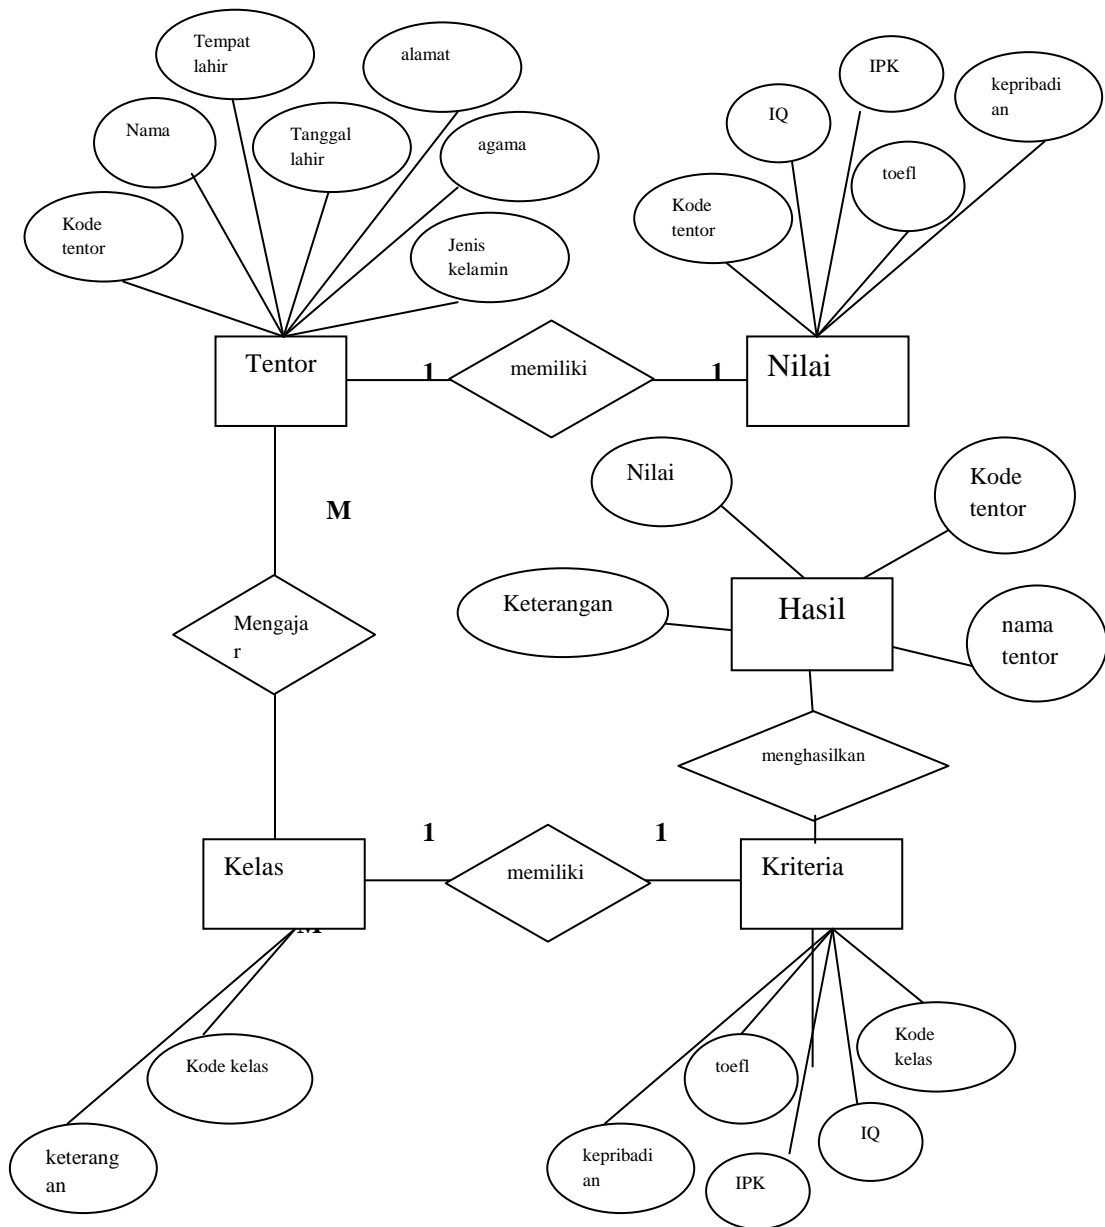 Tempat
lahir
alamat
IPK
kepribadi
an
Nama
Tanggal
lahir
agama
IQ
toefl
Kode
tentor
Jenis
kelamin
Kode
tentor
Tentor
1
memiliki
1
Nilai
M
Nilai
Kode
tentor
Keterangan
Hasil
nama
tentor
Mengaja
r
menghasilkan
Kelas
1
memiliki
1
Kriteria
M
Kode kelas
toefl
Kode
kelas
keterang
an
kepribadi
an
IPK
IQ